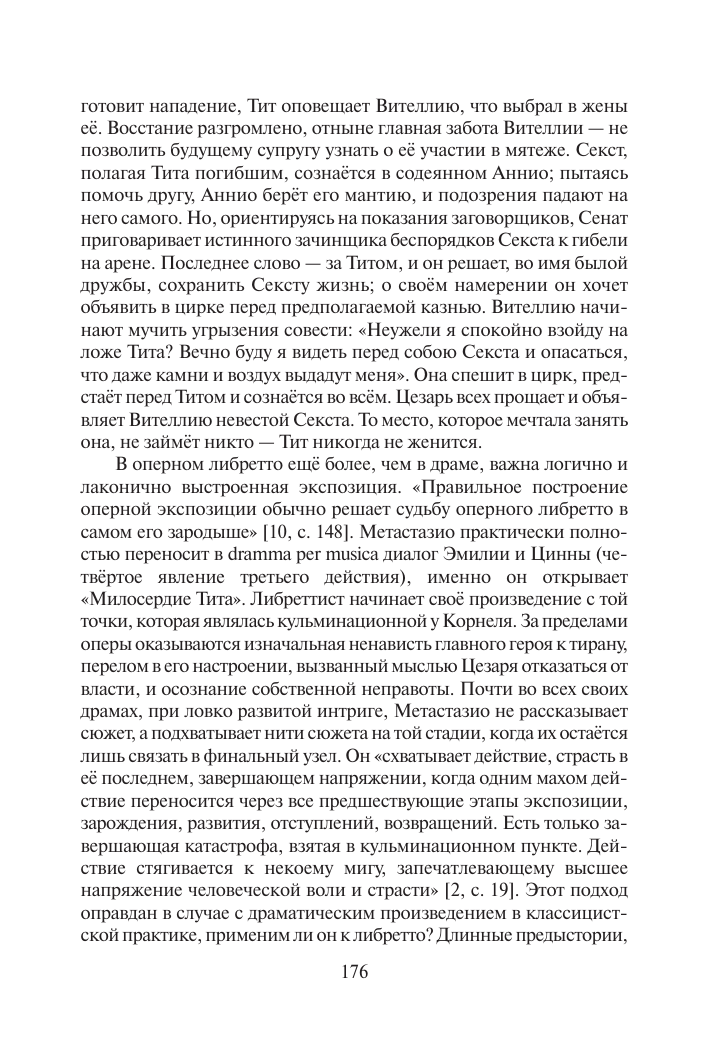 готовит нападение, Тит оповещает Вителлию, что выбрал в жены
её. Восстание разгромлено, отныне главная забота Вителлии — не
позволить будущему супругу узнать о её участии в мятеже. Секст,
полагая Тита погибшим, сознаётся в содеянном Аннио; пытаясь
помочь другу, Аннио берёт его мантию, и подозрения падают на
него самого. Но, ориентируясь на показания заговорщиков, Сенат
приговаривает истинного зачинщика беспорядков Секста к гибели
на арене. Последнее слово — за Титом, и он решает, во имя былой
дружбы, сохранить Сексту жизнь; о своём намерении он хочет
объявить в цирке перед предполагаемой казнью. Вителлию начи-
нают мучить угрызения совести: «Неужели я спокойно взойду на
ложе Тита? Вечно буду я видеть перед собою Секста и опасаться,
что даже камни и воздух выдадут меня». Она спешит в цирк, пред-
стаёт перед Титом и сознаётся во всём. Цезарь всех прощает и объя-
вляет Вителлию невестой Секста. То место, которое мечтала занять
она, не займёт никто — Тит никогда не женится.
В оперном либретто ещё более, чем в драме, важна логично и
лаконично выстроенная экспозиция. «Правильное построение
оперной экспозиции обычно решает судьбу оперного либретто в
самом его зародыше» [10, с. 148]. Метастазио практически полно-
стью переносит в dramma per musica диалог Эмилии и Цинны (че-
твёртое явление третьего действия), именно он открывает
«Милосердие Тита». Либреттист начинает своё произведение с той
точки, которая являлась кульминационной у Корнеля. За пределами
оперы оказываются изначальная ненависть главного героя к тирану,
перелом в его настроении, вызванный мыслью Цезаря отказаться от
власти, и осознание собственной неправоты. Почти во всех своих
драмах, при ловко развитой интриге, Метастазио не рассказывает
сюжет, а подхватывает нити сюжета на той стадии, когда их остаётся
лишь связать в финальный узел. Он «схватывает действие, страсть в
её последнем, завершающем напряжении, когда одним махом дей-
ствие переносится через все предшествующие этапы экспозиции,
зарождения, развития, отступлений, возвращений. Есть только за-
вершающая катастрофа, взятая в кульминационном пункте. Дей-
ствие стягивается к некоему мигу, запечатлевающему высшее
напряжение человеческой воли и страсти» [2, с. 19]. Этот подход
оправдан в случае с драматическим произведением в классицист-
ской практике, применим ли он к либретто? Длинные предыстории,
176